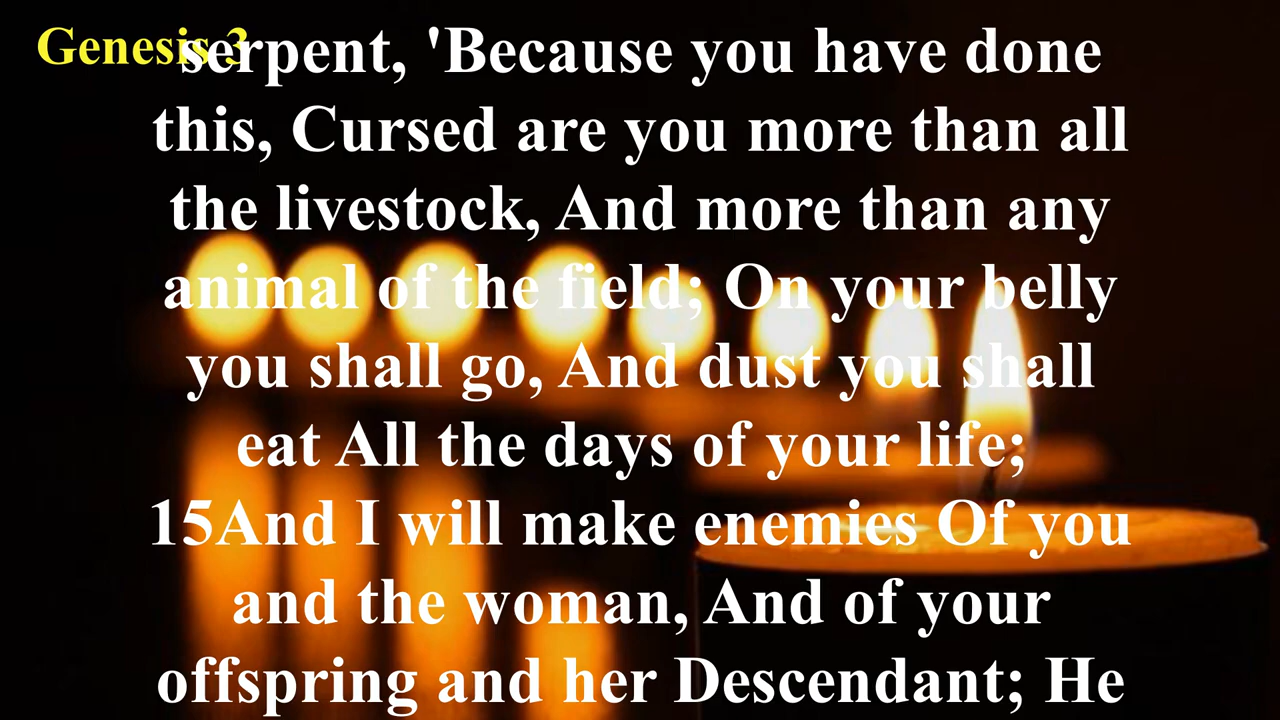 Genesis 3
serpent, 'Because you have done
this, Cursed are you more than all
the livestock, And more than any
animal of the field; On your belly
you shall go, And dust you shall
eat All the days of your life;
15And I will make enemies Of you
and the woman, And of your
offspring and her Descendant; He